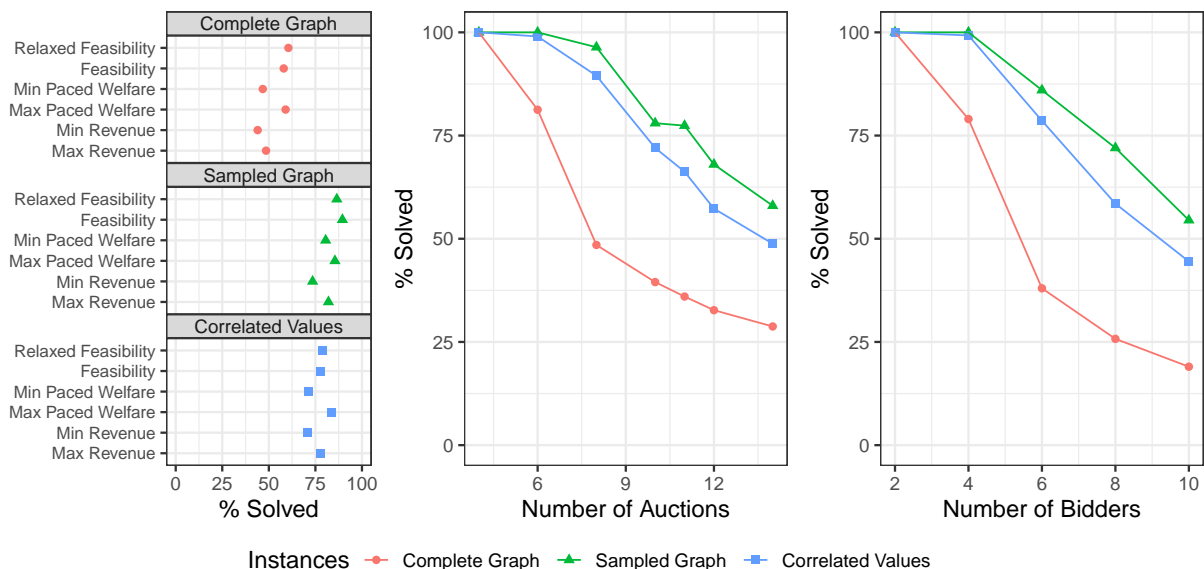 Complete Graph
Relaxed Feasibility
Feasibility
Min Paced Welfare
Max Paced Welfare
Min Revenue
Max Revenue
Sampled Graph
Relaxed Feasibility
Feasibility
Min Paced Welfare
Max Paced Welfare
Min Revenue
Max Revenue
Correlated Values
Relaxed Feasibility
Feasibility
Min Paced Welfare
Max Paced Welfare
Min Revenue
Max Revenue
0 25 50 75 100
% Solved
% Solved
100
75
50
25
0
6 9 12
Number of Auctions
% Solved
100
75
50
25
0
2 4 6 8 10
Number of Bidders
Instances Complete Graph Sampled Graph Correlated Values